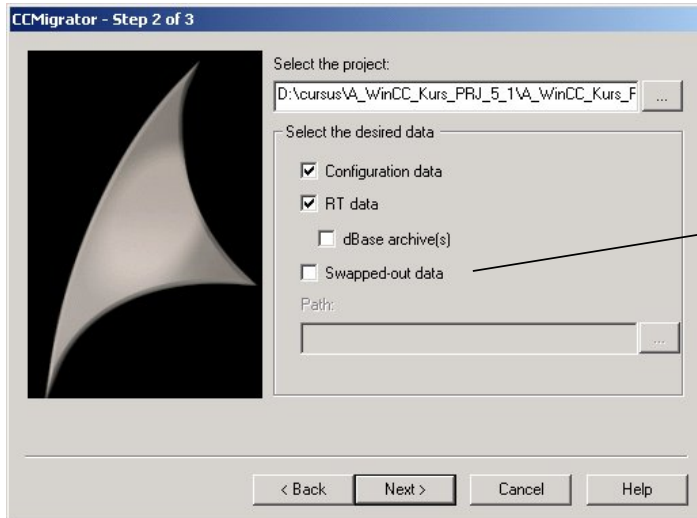 CCMigrator - Step 2 of 3
Select the project:
D:\cursus\A_WinCC_Kurs_PRJ_5_1\A_WinCC_Kurs_F
...
Select the desired data
Configuration data
RT data
dBase archive(s)
Swapped-out data
Path:
...
< Back
Next >
Cancel
Help